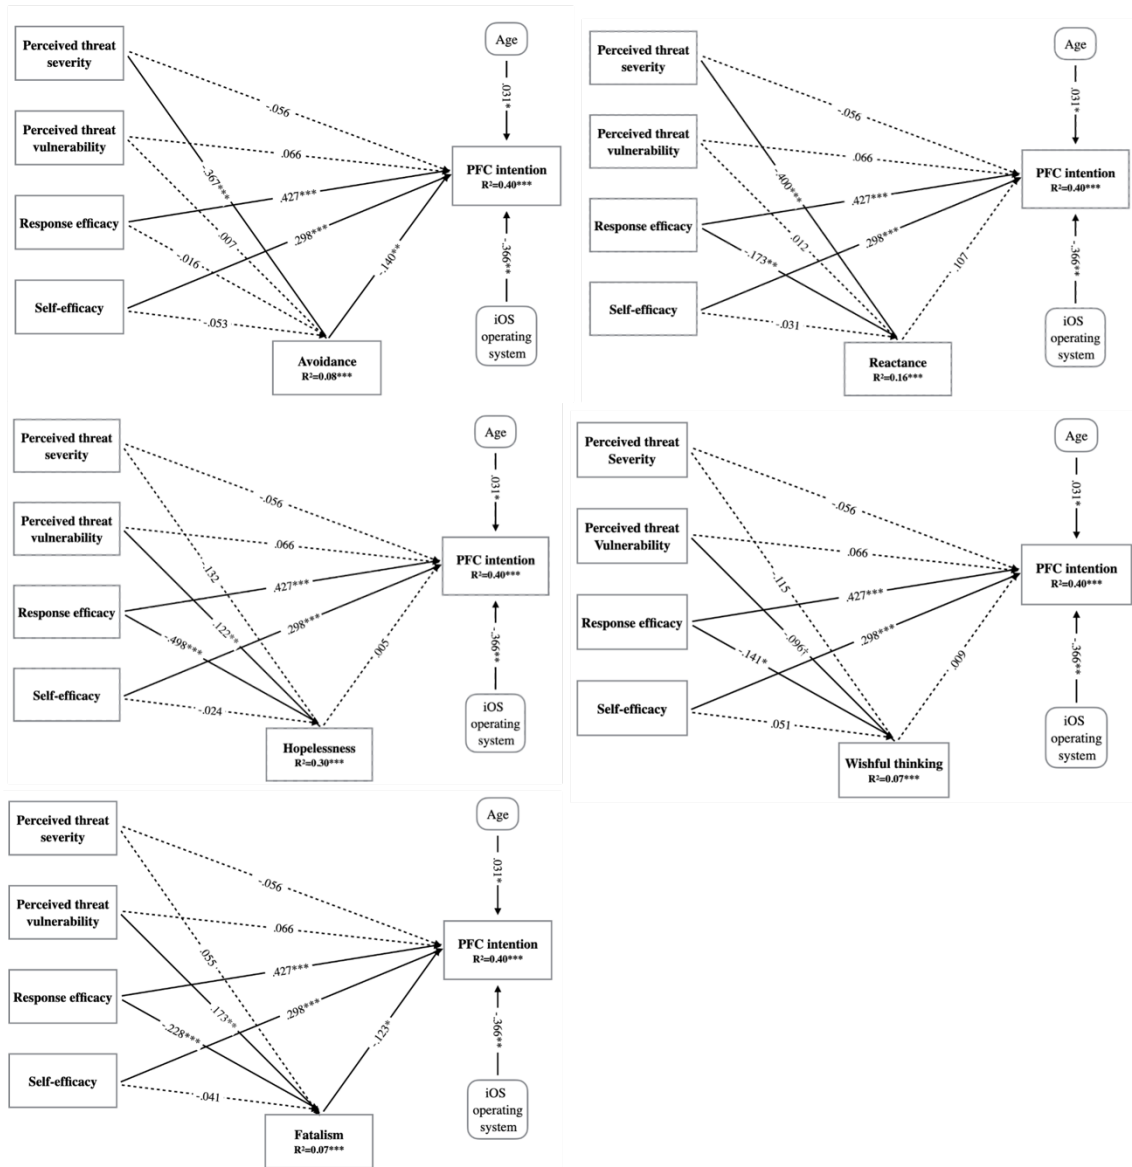 Perceived threat
severity
Age
-.056
.031*
Perceived threat
vulnerability
.066
PFC intention
R²=0.40***
-.367***
.427***
Response efficacy
.007
.298***
-.016
-.140**
-.366**
Self-efficacy
-.053
iOS
operating
system
Avoidance
R²=0.08***
Perceived threat
severity
Age
-.056
.031*
Perceived threat
vulnerability
.066
PFC intention
R²=0.40***
-.400***
.427***
Response efficacy
.012
.298***
-.173**
.107
-.366**
Self-efficacy
-.031
iOS
operating
system
Reactance
R²=0.16***
Perceived threat
severity
Age
-.056
.031*
Perceived threat
vulnerability
.066
PFC intention
R²=0.40***
-.132
.427***
Response efficacy
.122**
.298***
-.498***
.005
-.366**
Self-efficacy
-.024
iOS
operating
system
Hopelessness
R²=0.30***
Perceived threat
Severity
Age
-.056
.031*
Perceived threat
Vulnerability
.066
PFC intention
R²=0.40***
.115
.427***
Response efficacy
.096†
.298***
-.141*
.009
-.366**
Self-efficacy
.051
iOS
operating
system
Wishful thinking
R²=0.07***
Perceived threat
severity
Age
-.056
.031*
Perceived threat
vulnerability
.066
PFC intention
R²=0.40***
.055
.427***
Response efficacy
.173**
.298***
-.228***
-.123*
-.366**
Self-efficacy
-.041
iOS
operating
system
Fatalism
R²=0.07***